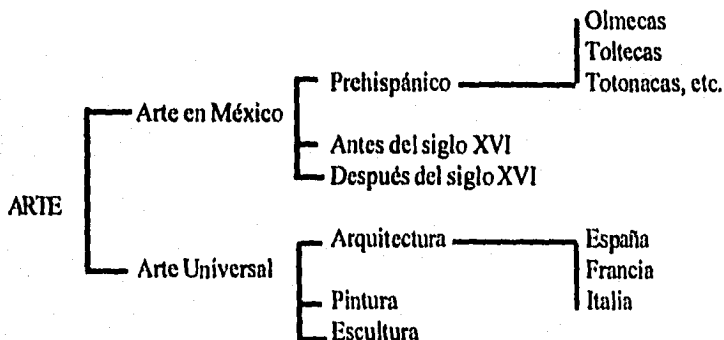 Olmecas
Toltecas
Prehispánico Totonacas, etc.
Arte en México
Antes del siglo XVI
Después del siglo XVI
ARTE
Arquitectura España
Arte Universal Francia
Pintura Italia
Escultura